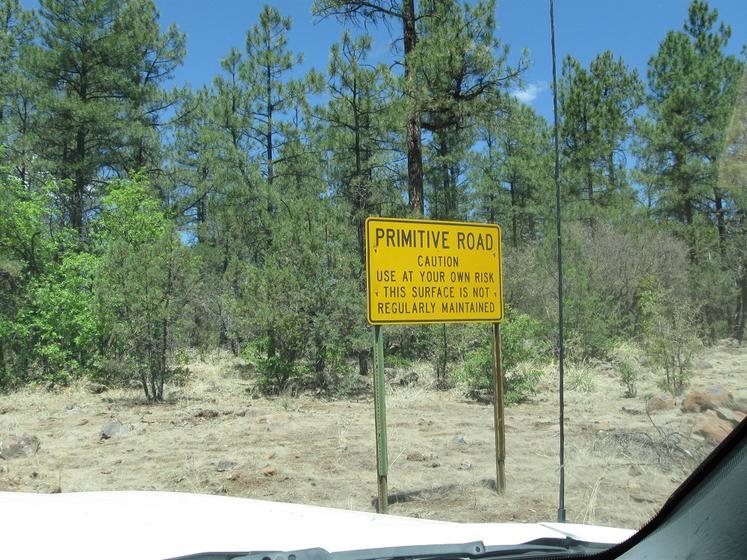 PRIMITIVE ROAD
CAUTION
USE AT YOUR OWN RISK
THIS SURFACE IS NOT
REGULARLY MAINTAINED